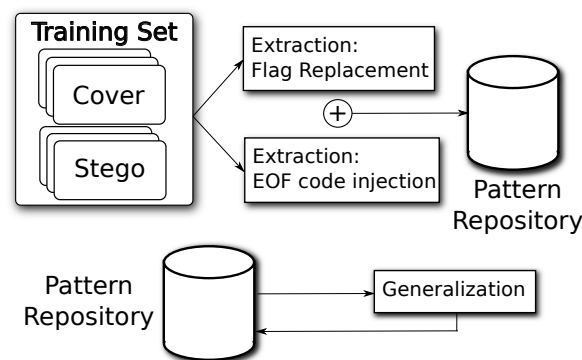 Training Set
Cover
Stego
Extraction:
Flag Replacement
+
Extraction:
EOF code injection
Pattern
Repository
Pattern
Repository
Generalization